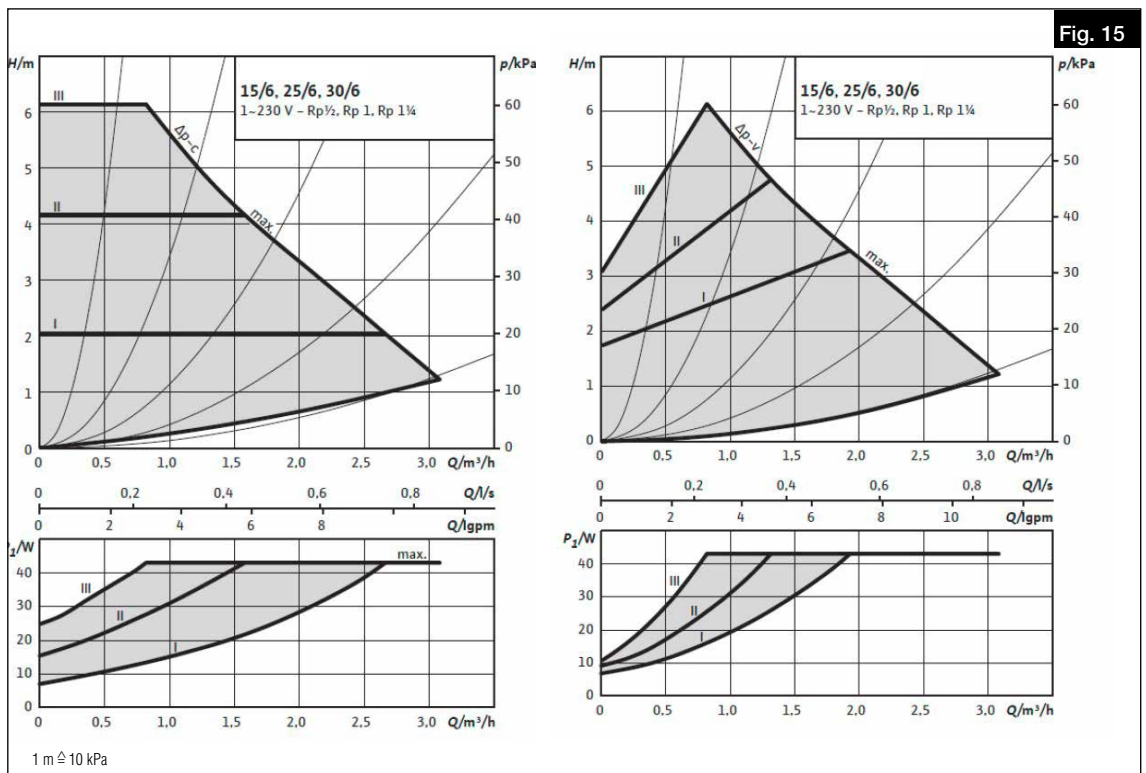 Fig. 15
H/m
p/kPa
15/6, 25/6, 30/6
1~230 V – Rp½, Rp 1, Rp 1¼
III
Δp-c
II
max.
I
6
5
4
3
2
1
0
60
50
40
30
20
10
0
0 0,5 1,0 1,5 2,0 2,5 3,0 Q/m³/h
0 0,2 0,4 0,6 0,8 Q/l/s
0 2 4 6 8 Q/lgpm
P₁/W
max.
III
II
I
40
30
20
10
0
0 0,5 1,0 1,5 2,0 2,5 3,0 Q/m³/h
H/m
p/kPa
15/6, 25/6, 30/6
1~230 V – Rp½, Rp 1, Rp 1¼
Δp-v
III
II
I
max.
6
5
4
3
2
1
0
60
50
40
30
20
10
0
0 0,5 1,0 1,5 2,0 2,5 3,0 Q/m³/h
0 0,2 0,4 0,6 0,8 Q/l/s
0 2 4 6 8 10 Q/lgpm
P₁/W
III
II
I
40
30
20
10
0
0 0,5 1,0 1,5 2,0 2,5 3,0 Q/m³/h
1 m ≙ 10 kPa